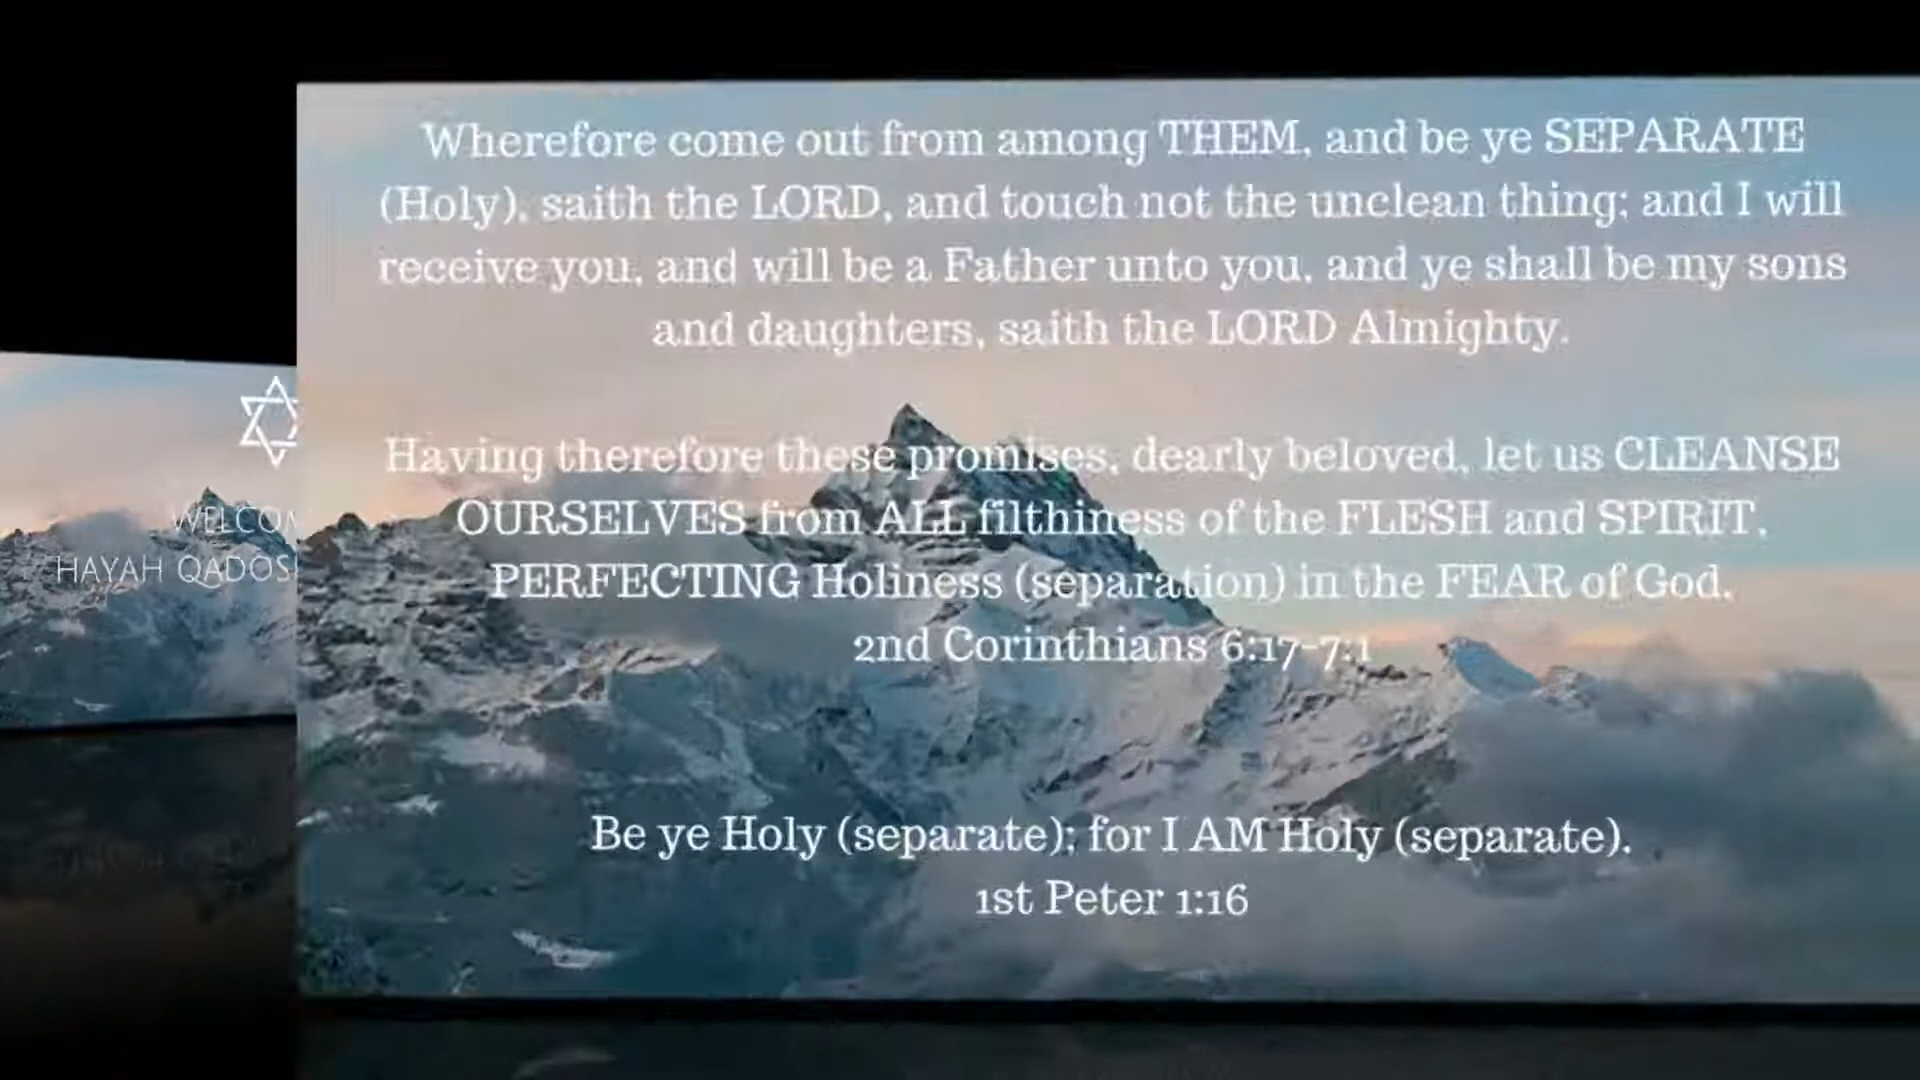 Wherefore come out from among THEM, and be ye SEPARATE
(Holy), saith the LORD, and touch not the unclean thing; and I will
receive you, and will be a Father unto you, and ye shall be my sons
and daughters, saith the LORD Almighty.
Having therefore these promises, dearly beloved, let us CLEANSE
OURSELVES from ALL filthiness of the FLESH and SPIRIT,
PERFECTING Holiness (separation) in the FEAR of God.
2nd Corinthians 6:17-7:1
Be ye Holy (separate); for I AM Holy (separate).
1st Peter 1:16
WELCOM
HAYAH QADOS